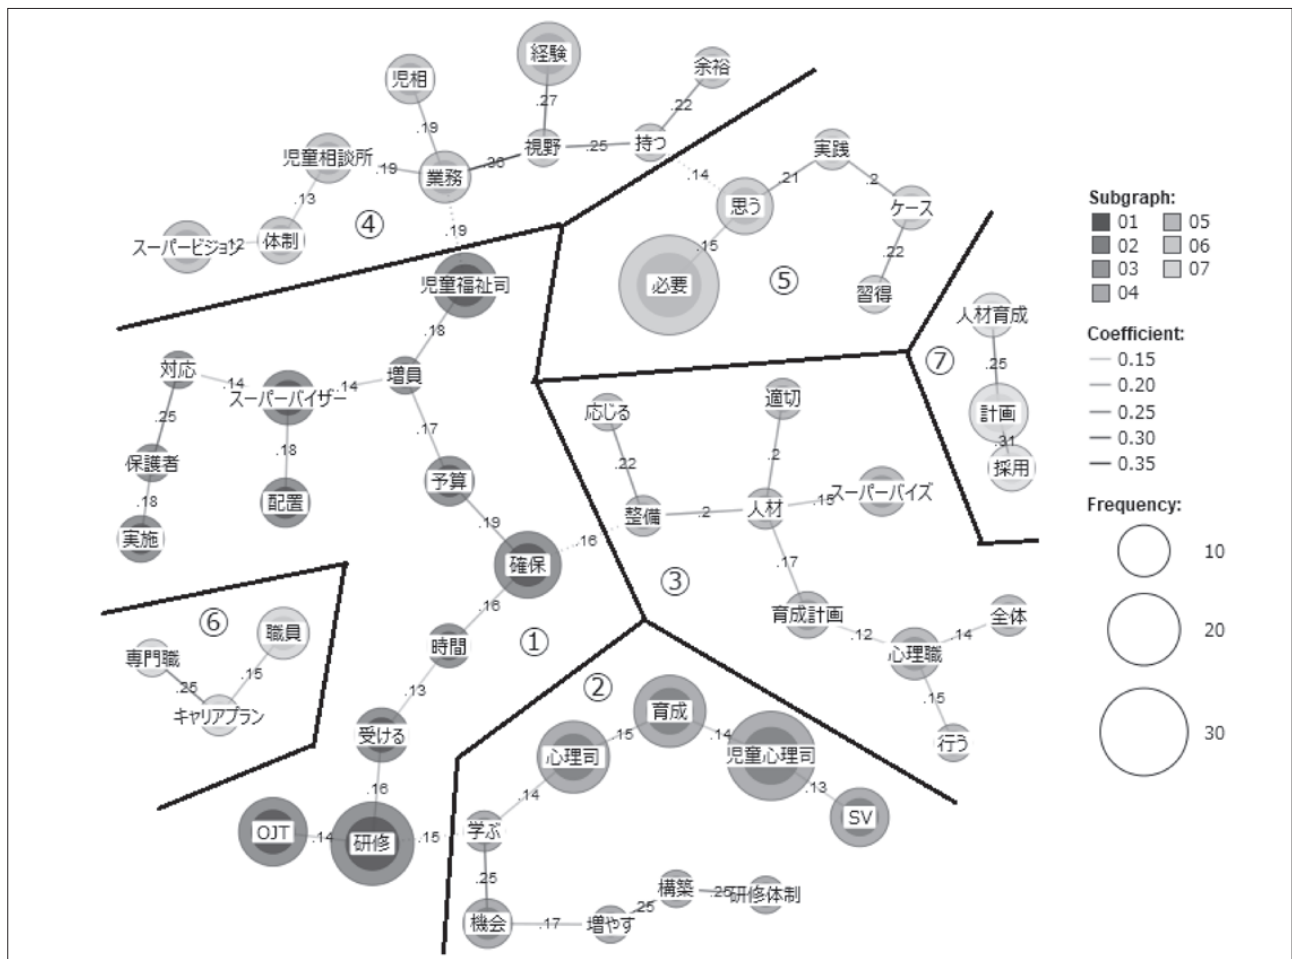 経験
児相
余裕
.27
.22
.19
視野
.25
持つ
実践
児童相談所
.19
業務
.36
.14
.21
.2
.13
思う
ケース
④
.19
スーパービジョン
.12
体制
.15
.22
必要
⑤
習得
児童福祉司
Subgraph:
01
05
02
06
03
07
04
人材育成
.18
⑦
.25
対応
.14
スーパーバイザー
.14
増員
Coefficient:
0.15
0.20
0.25
0.30
0.35
応じる
適切
計画
.31
採用
.25
.17
.18
.22
.2
保護者
.18
配置
予算
スーパーバイズ
.15
人材
.2
整備
実施
.19
.16
確保
Frequency:
10
20
30
③
.17
.16
⑥
職員
専門職
.25
.15
キャリアプラン
時間
①
育成計画
.12
全体
.14
心理職
.15
行う
②
.13
受ける
育成
.15
.14
心理司
児童心理司
.13
SV
.14
.16
OJT
.14
研修
.15
学ぶ
.25
機会
.17
増やす
.25
構築
.25
研修体制